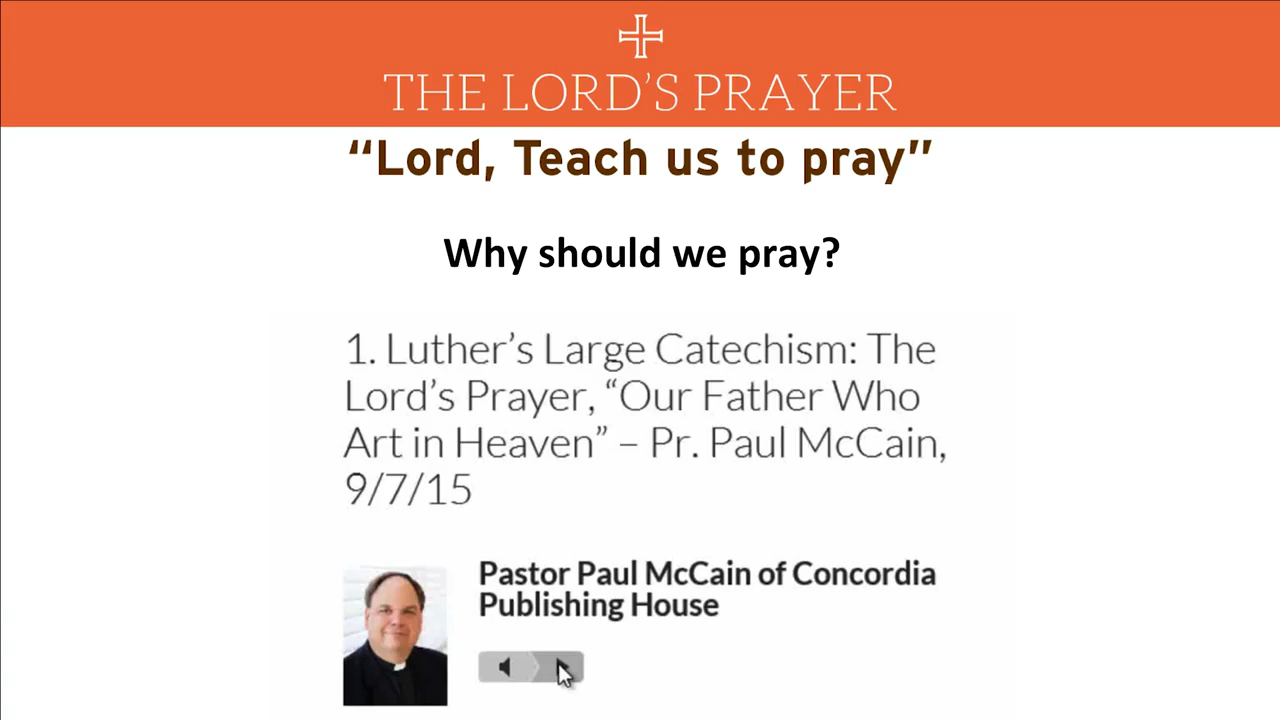 THE LORD’S PRAYER
“Lord, Teach us to pray”
Why should we pray?
1. Luther’s Large Catechism: The
Lord’s Prayer, “Our Father Who
Art in Heaven” – Pr. Paul McCain,
9/7/15
Pastor Paul McCain of Concordia
Publishing House